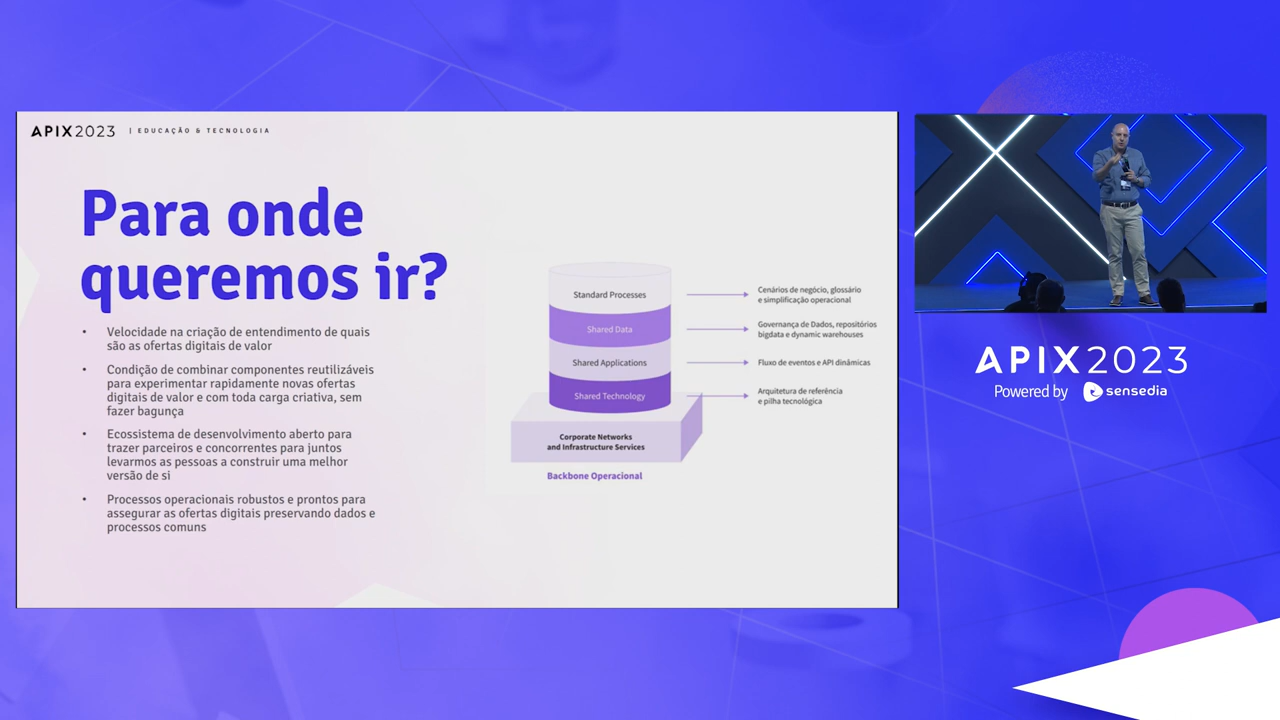 APIX2023 | EDUCAÇÃO & TECNOLOGIA
Para onde
queremos ir?
• Velocidade na criação de entendimento de quais
são as ofertas digitais de valor
• Condição de combinar componentes reutilizáveis
para experimentar rapidamente novas ofertas
digitais de valor e com toda carga criativa, sem
fazer bagunça
• Ecossistema de desenvolvimento aberto para
trazer parceiros e concorrentes para juntos
levarmos as pessoas a construir uma melhor
versão de si
• Processos operacionais robustos e prontos para
assegurar as ofertas digitais preservando dados e
processos comuns
Standard Processes
Cenários de negócio, glossário
e simplificação operacional
Shared Data
Governança de Dados, repositórios
bigdata e dynamic warehouses
Shared Applications
Fluxo de eventos e API dinámicas
Shared Technology
Arquitetura de referência
e pilha tecnológica
Corporate Networks
and Infrastructure Services
Backbone Operacional
APIX2023
Powered by sensedia